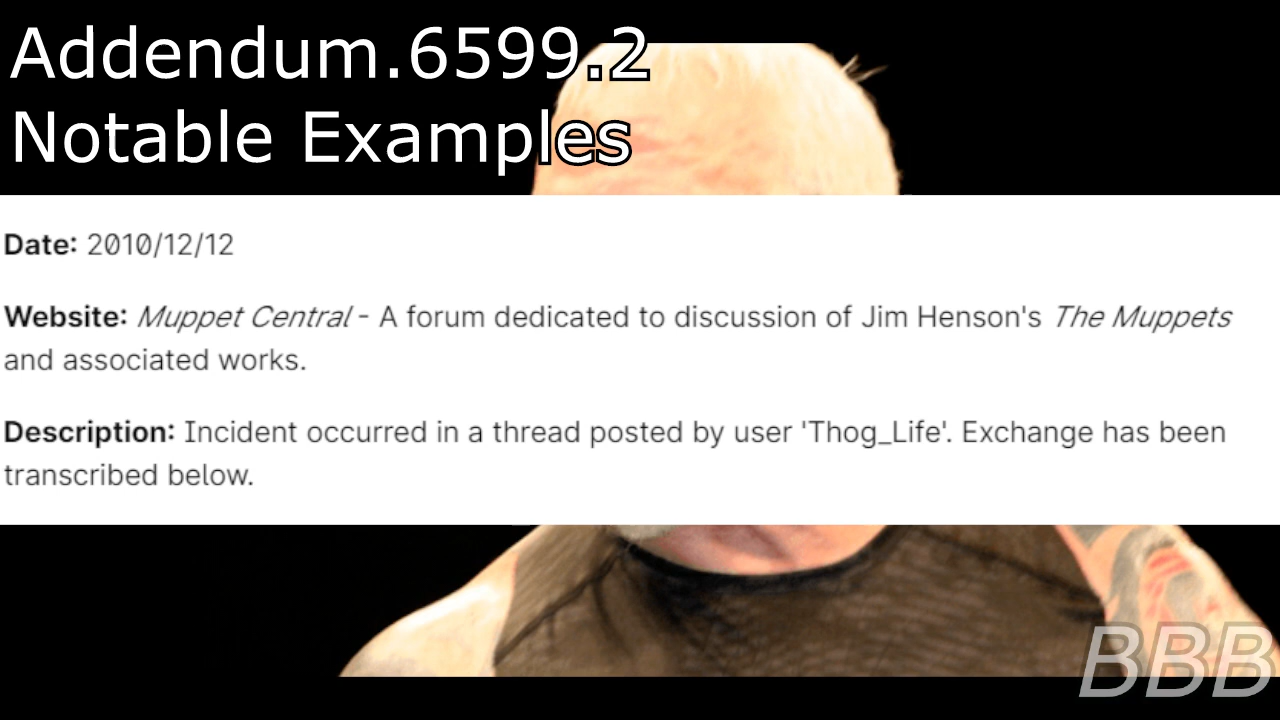 Addendum.6599.2
Notable Examples
Date: 2010/12/12
Website: Muppet Central - A forum dedicated to discussion of Jim Henson's The Muppets
and associated works.
Description: Incident occurred in a thread posted by user 'Thog_Life'. Exchange has been
transcribed below.
BBB